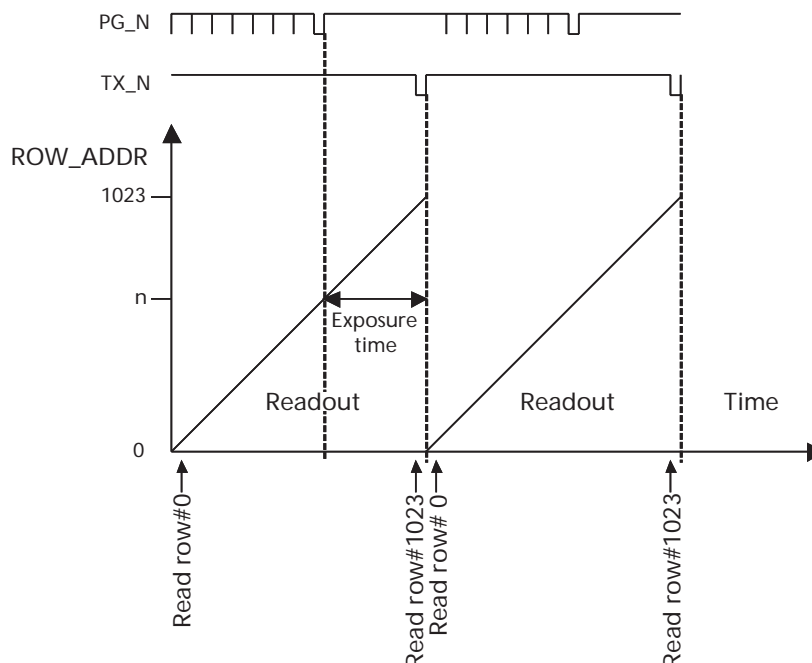 PG_N
TX_N
ROW_ADDR
1023
n
Exposure
time
Readout
Readout
Time
0
Read row#0
Read row#1023
Read row# 0
Read row#1023